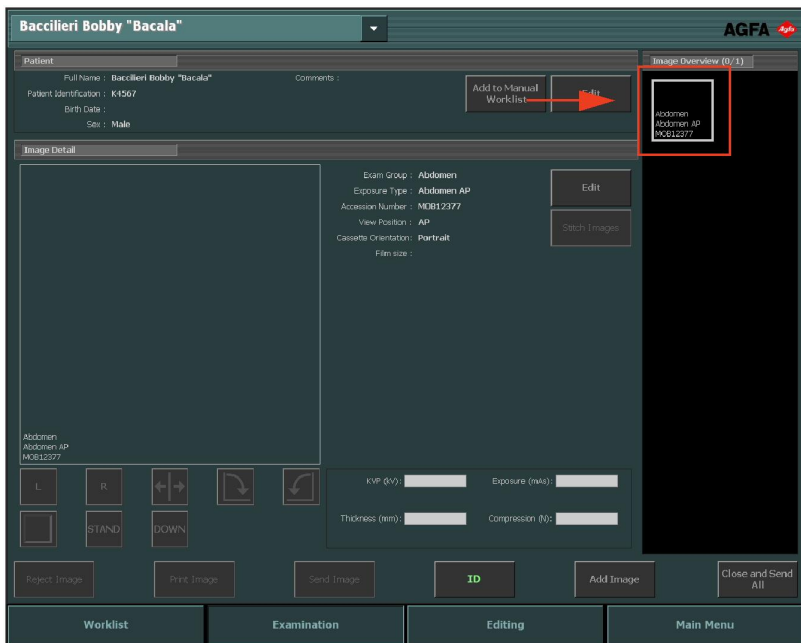 Baccilieri Bobby "Bacala"
AGFA Agfa
Patient
Full Name : Baccilieri Bobby "Bacala"
Comments :
Patient Identification : K4567
Birth Date :
Sex : Male
Add to Manual
Worklist
Edit
Image Overview (0/1)
Abdomen
Abdomen AP
MOB12377
Image Detail
Exam Group : Abdomen
Exposure Type : Abdomen AP
Accession Number : MOB12377
View Position : AP
Cassette Orientation: Portrait
Film size :
Edit
Stitch Images
Abdomen
Abdomen AP
MOB12377
L
R
STAND
DOWN
KVP (kV):
Exposure (mAs):
Thickness (mm):
Compression (N):
Reject Image
Print Image
Send Image
ID
Add Image
Close and Send
All
Worklist
Examination
Editing
Main Menu